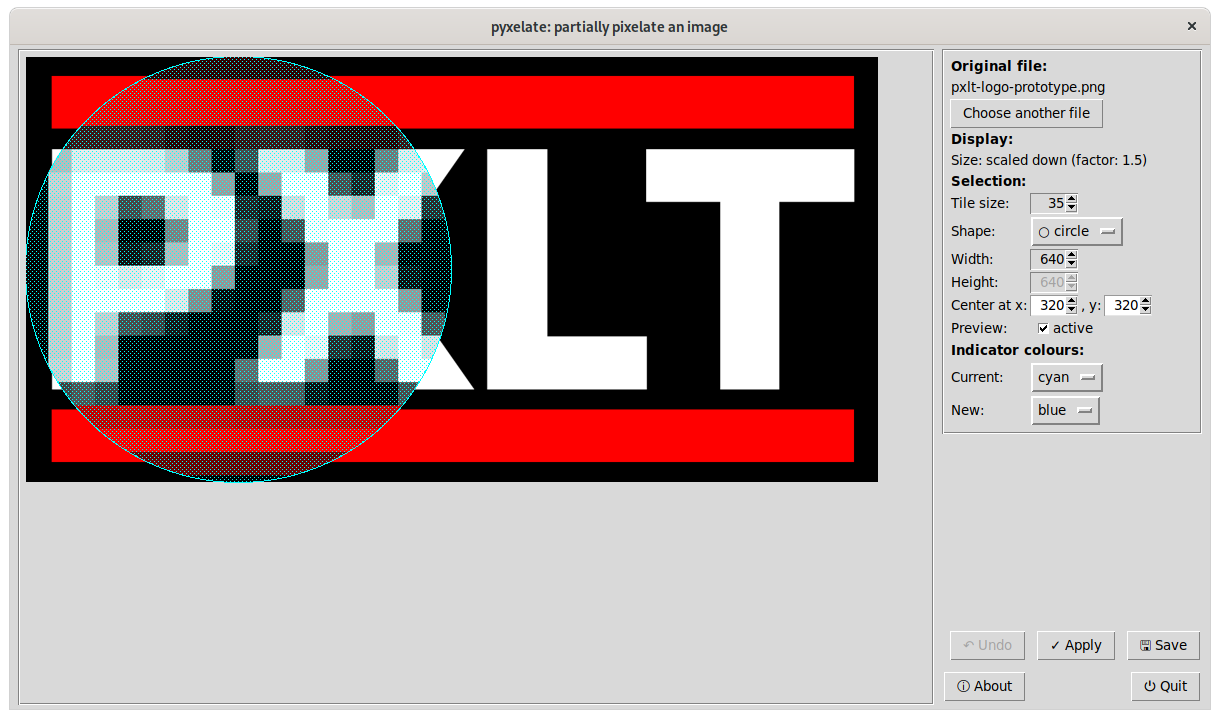 pyxelate: partially pixelate an image
PXLT
Original file:
pxlt-logo-prototype.png
Choose another file
Display:
Size: scaled down (factor: 1.5)
Selection:
Tile size: 35
Shape: ○ circle
Width: 640
Height: 640
Center at x: 320 , y: 320
Preview: active
Indicator colours:
Current: cyan
New: blue
↶ Undo ✓ Apply 🖫 Save
ⓘ About ⏻ Quit